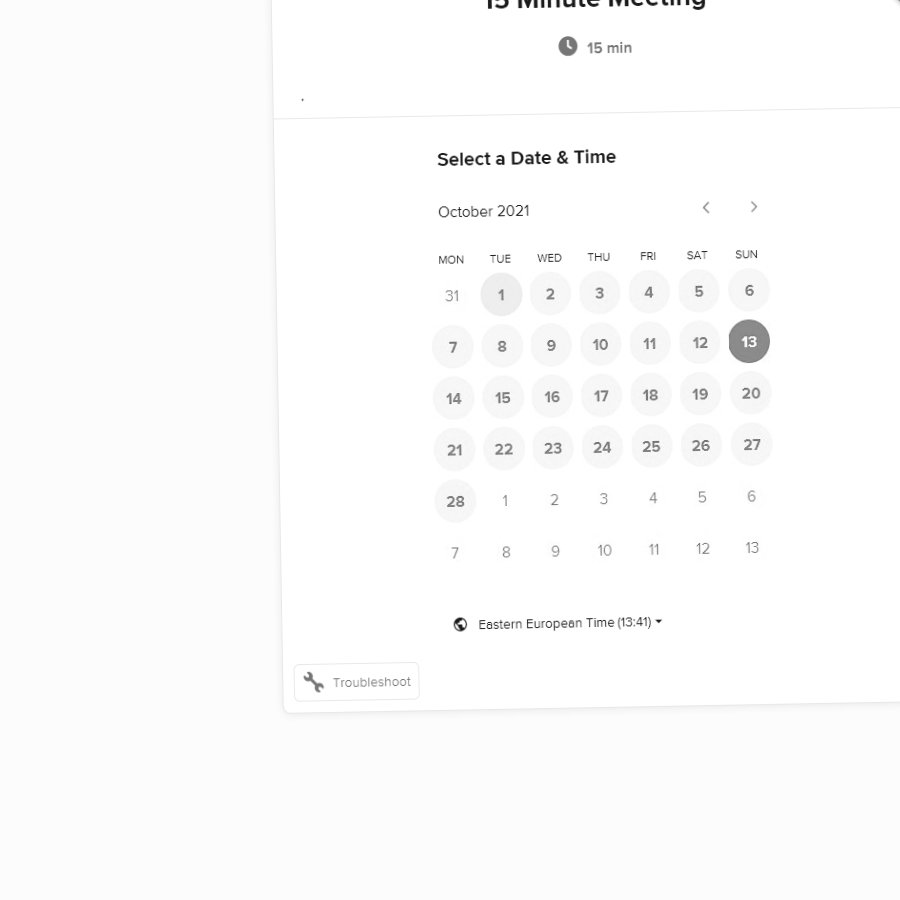 15 Minute Meeting
15 min
.
Select a Date & Time
October 2021
MON TUE WED THU FRI SAT SUN
31 1 2 3 4 5 6
7 8 9 10 11 12 13
14 15 16 17 18 19 20
21 22 23 24 25 26 27
28 1 2 3 4 5 6
7 8 9 10 11 12 13
Eastern European Time (13:41)
Troubleshoot